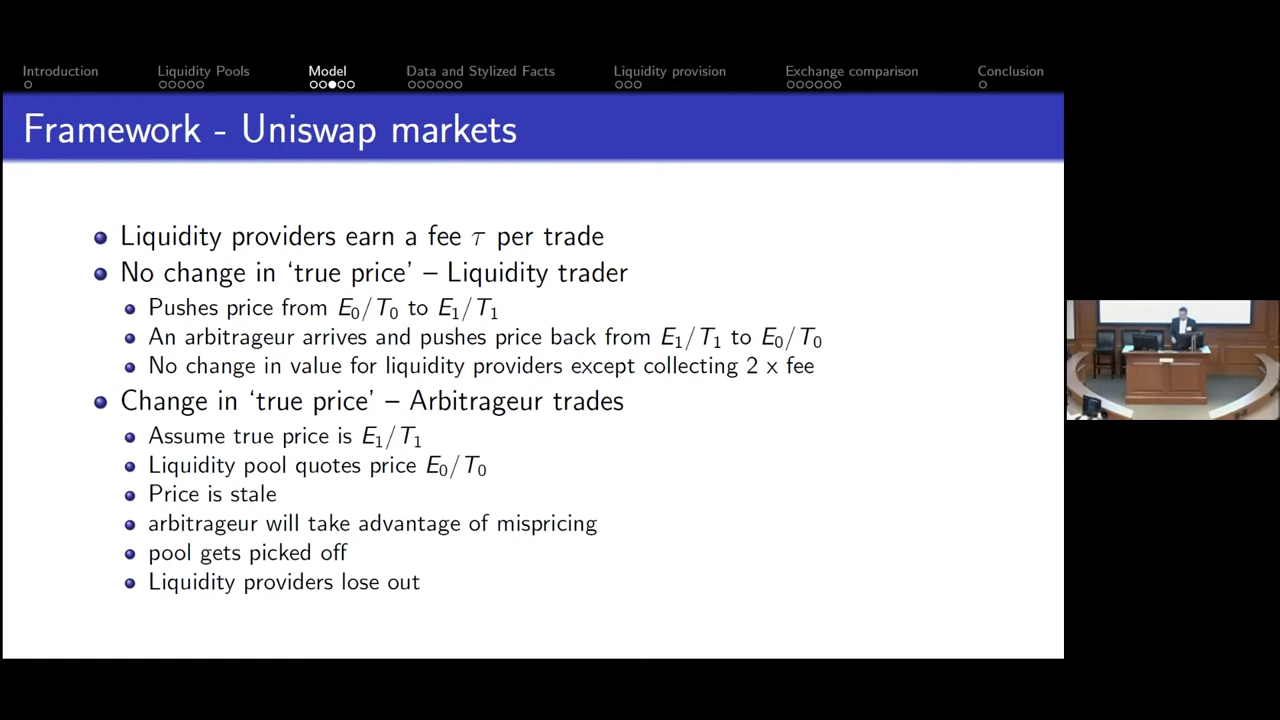 Introduction
Liquidity Pools
Model
Data and Stylized Facts
Liquidity provision
Exchange comparison
Conclusion
Framework - Uniswap markets
Liquidity providers earn a fee τ per trade
No change in ‘true price’ – Liquidity trader
Pushes price from E₀/T₀ to E₁/T₁
An arbitrageur arrives and pushes price back from E₁/T₁ to E₀/T₀
No change in value for liquidity providers except collecting 2 x fee
Change in ‘true price’ – Arbitrageur trades
Assume true price is E₁/T₁
Liquidity pool quotes price E₀/T₀
Price is stale
arbitrageur will take advantage of mispricing
pool gets picked off
Liquidity providers lose out